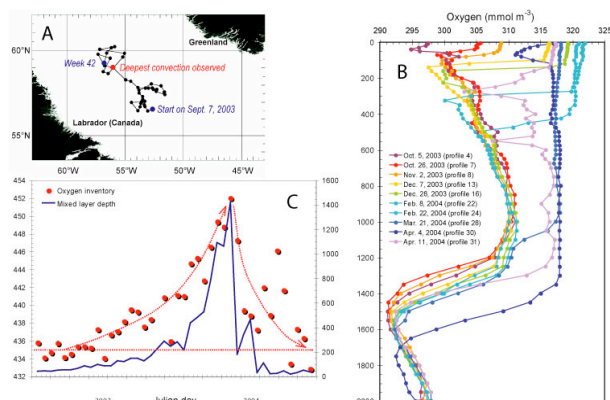 A
Greenland
60°N
Week 42
Deepest convection observed
Start on Sept. 7, 2003
Labrador (Canada)
55°N
60°W
55°W
50°W
45°W
Oxygen inventory
Mixed layer depth
C
454
452
450
448
446
444
442
440
438
436
434
432
1600
1400
1200
1000
800
600
400
200
0
Oxygen (mmol m⁻³)
290
295
300
305
310
315
320
325
B
0
200
400
600
800
1000
1200
1400
1600
1800
Oct. 5, 2003 (profile 4)
Oct. 26, 2003 (profile 7)
Nov. 2, 2003 (profile 8)
Dec. 7, 2003 (profile 13)
Dec. 28, 2003 (profile 16)
Feb. 8, 2004 (profile 22)
Feb. 22, 2004 (profile 24)
Mar. 21, 2004 (profile 28)
Apr. 4, 2004 (profile 30)
Apr. 11, 2004 (profile 31)